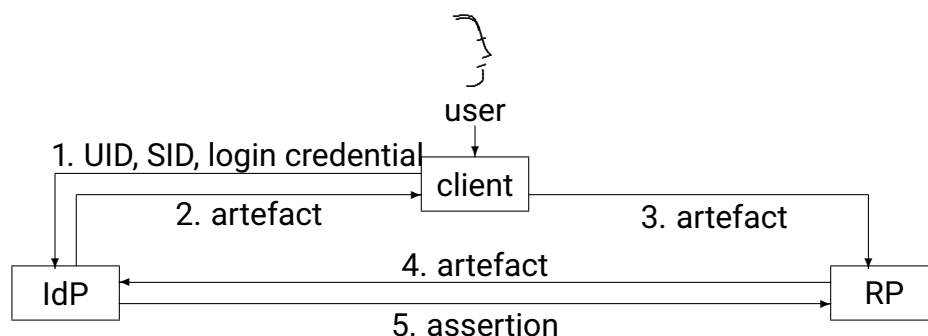 user
1. UID, SID, login credential
client
2. artefact
3. artefact
4. artefact
IdP
RP
5. assertion